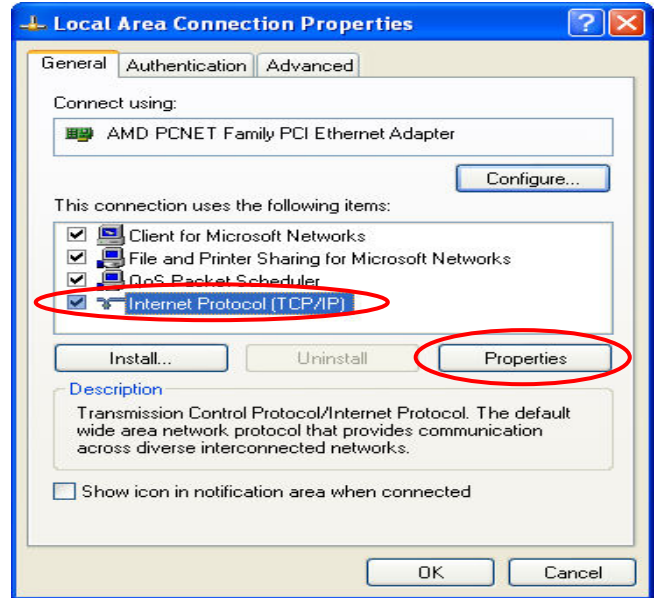 Local Area Connection Properties
General Authentication Advanced
Connect using:
AMD PCNET Family PCI Ethernet Adapter
Configure...
This connection uses the following items:
Client for Microsoft Networks
File and Printer Sharing for Microsoft Networks
QoS Packet Scheduler
Internet Protocol (TCP/IP)
Install... Uninstall Properties
Description
Transmission Control Protocol/Internet Protocol. The default
wide area network protocol that provides communication
across diverse interconnected networks.
Show icon in notification area when connected
OK Cancel